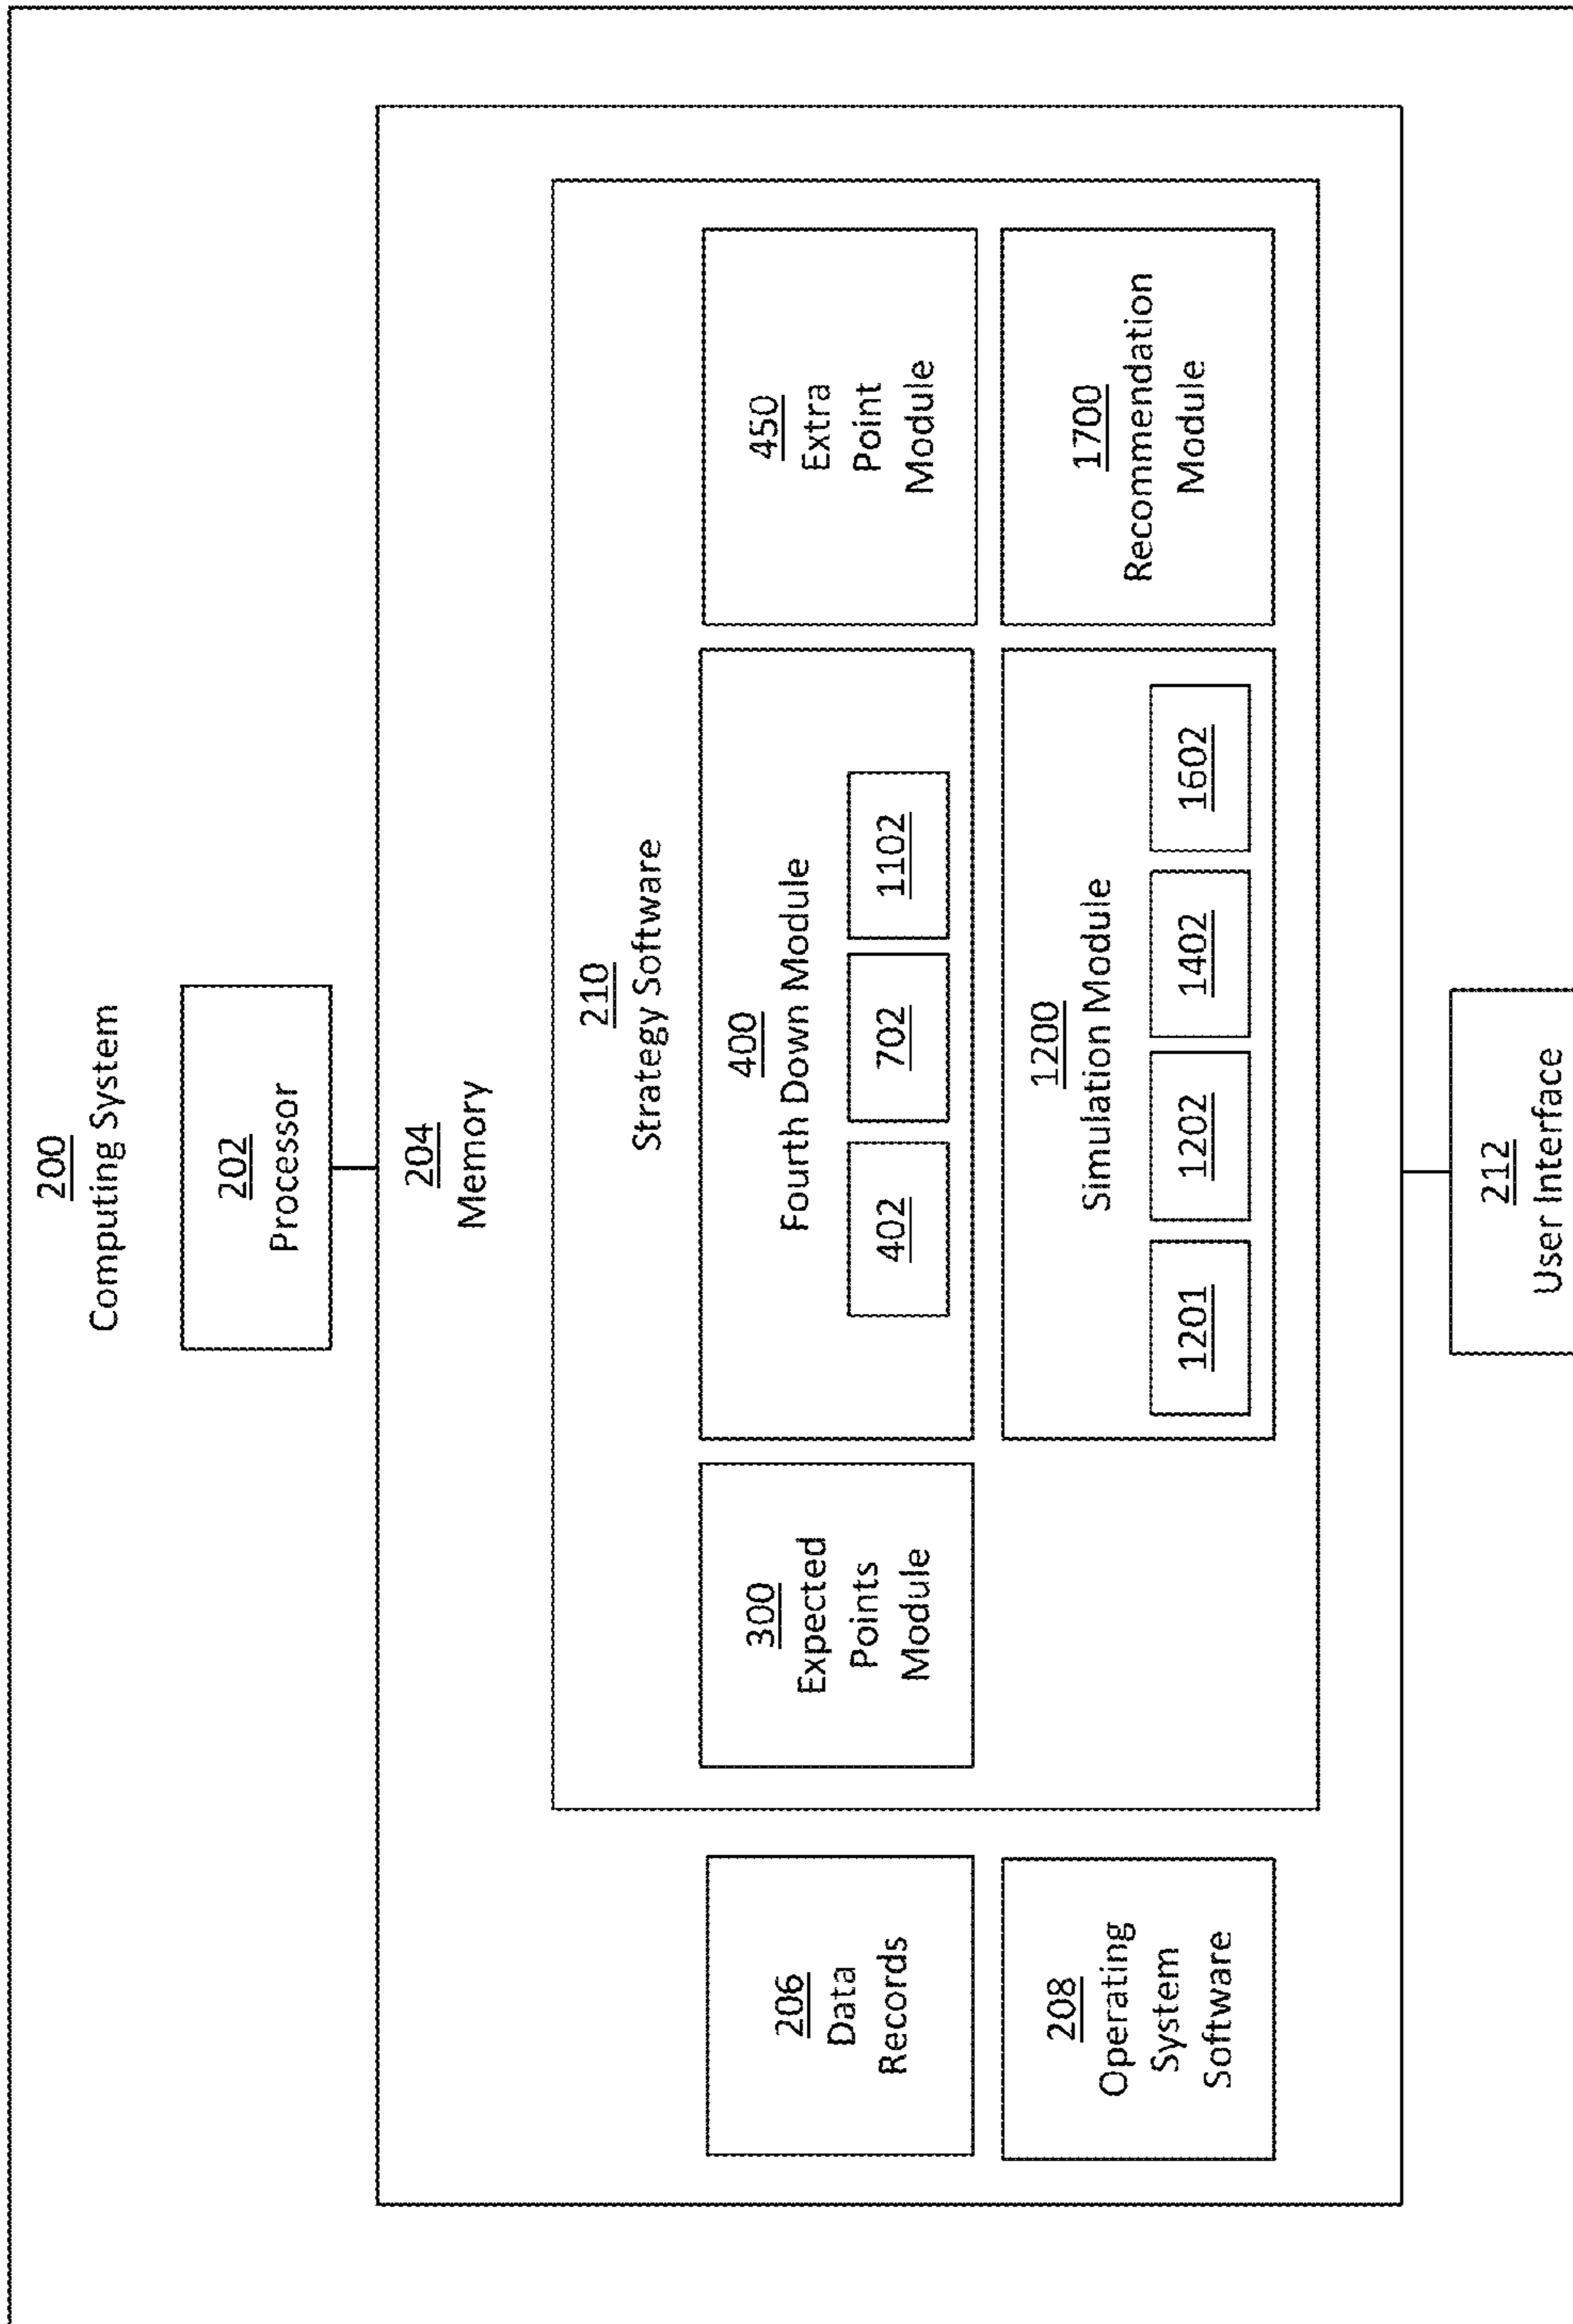 200
Computing System
202
Processor
204
Memory
210
Strategy Software
206
Data
Records
300
Expected
Points
Module
400
Fourth Down Module
402
702
1102
450
Extra
Point
Module
208
Operating
System
Software
1200
Simulation Module
1201
1202
1402
1602
1700
Recommendation
Module
212
User Interface